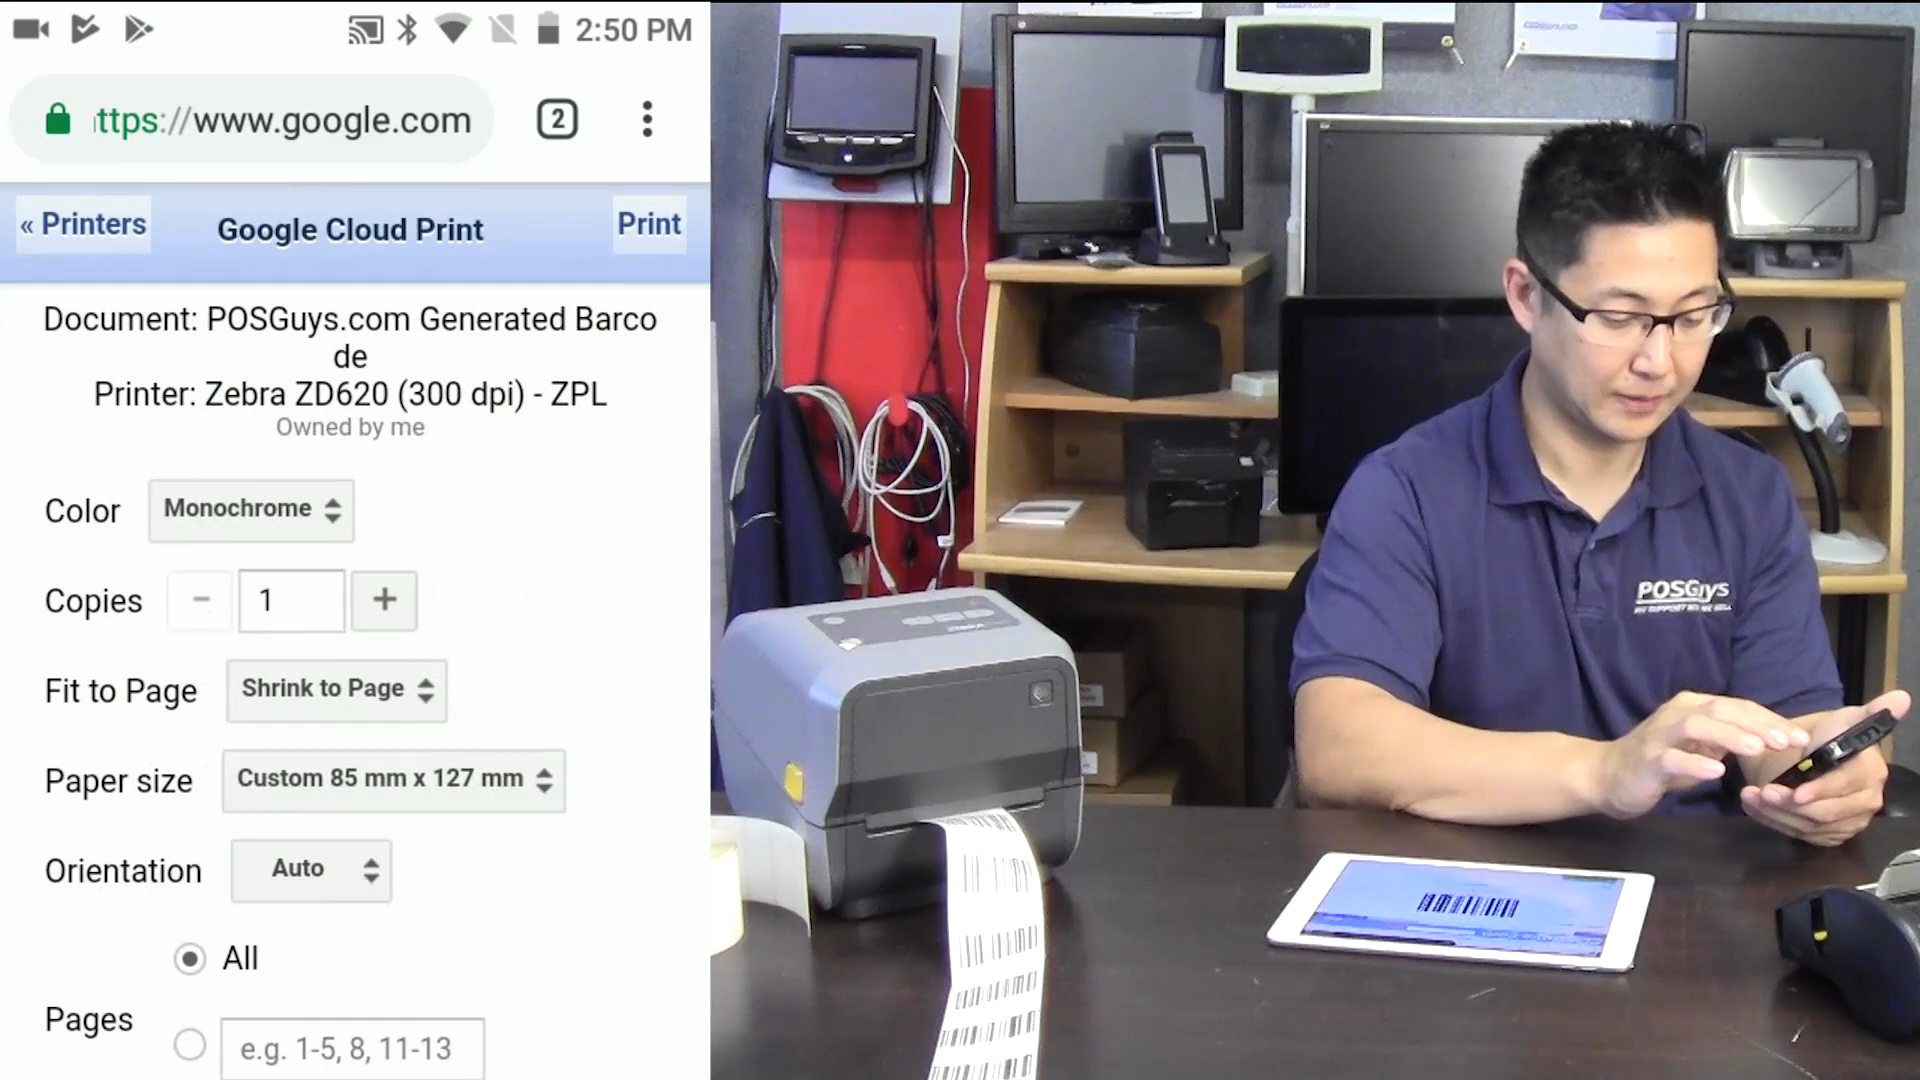 2:50 PM
ttps://www.google.com
2
« Printers
Google Cloud Print
Print
Document: POSGuys.com Generated Barco
de
Printer: Zebra ZD620 (300 dpi) - ZPL
Owned by me
Color
Monochrome
Copies
-
1
+
Fit to Page
Shrink to Page
Paper size
Custom 85 mm x 127 mm
Orientation
Auto
All
Pages
e.g. 1-5, 8, 11-13
POSGuys